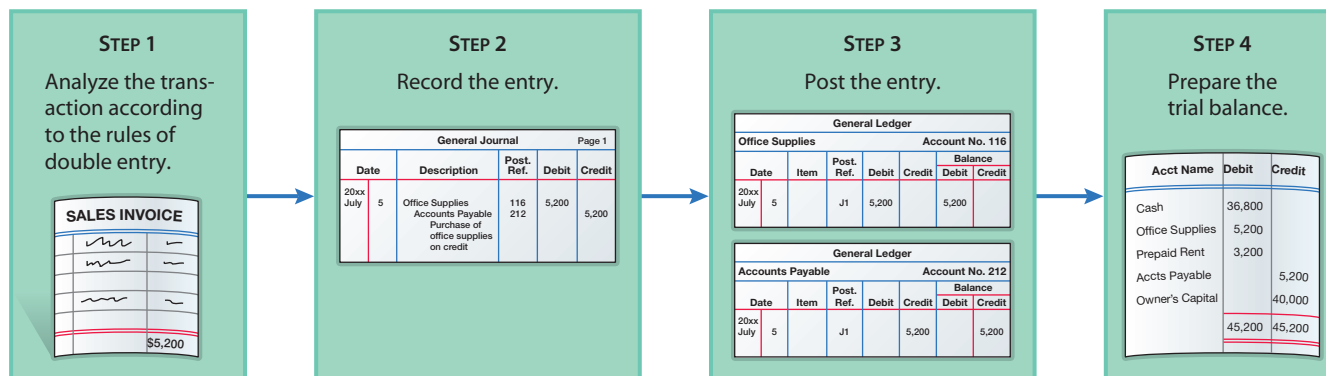 STEP 1
Analyze the trans-
action according
to the rules of
double entry.
SALES INVOICE
$5,200
STEP 2
Record the entry.
General Journal Page 1
Date Description Post. Ref. Debit Credit
20xx
July 5 Office Supplies 116 5,200
Accounts Payable 212 5,200
Purchase of
office supplies
on credit
STEP 3
Post the entry.
General Ledger
Office Supplies Account No. 116
Balance
Date Item Post. Ref. Debit Credit Debit Credit
20xx
July 5 J1 5,200 5,200
General Ledger
Accounts Payable Account No. 212
Balance
Date Item Post. Ref. Debit Credit Debit Credit
20xx
July 5 J1 5,200 5,200
STEP 4
Prepare the
trial balance.
Acct Name Debit Credit
Cash 36,800
Office Supplies 5,200
Prepaid Rent 3,200
Accts Payable 5,200
Owner's Capital 40,000
45,200 45,200